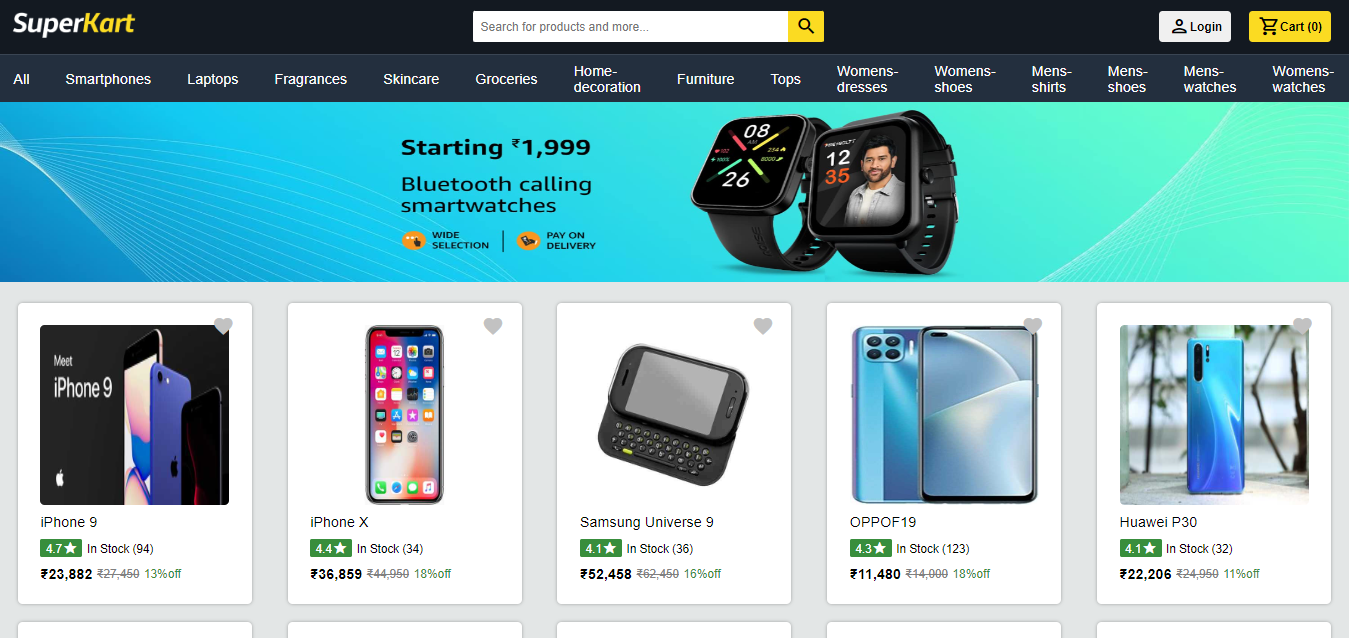 SuperKart
Search for products and more...
Login
Cart (0)
All
Smartphones
Laptops
Fragrances
Skincare
Groceries
Home-
decoration
Furniture
Tops
Womens-
dresses
Womens-
shoes
Mens-
shirts
Mens-
shoes
Mens-
watches
Womens-
watches
Starting ₹1,999
Bluetooth calling
smartwatches
WIDE
SELECTION
PAY ON
DELIVERY
08
AM
102
234
100%
8000
26
12
35
Meet
iPhone 9
iPhone 9
4.7★ In Stock (94)
₹23,882 ₹27,450 13%off
iPhone X
4.4★ In Stock (34)
₹36,859 ₹44,950 18%off
Samsung Universe 9
4.1★ In Stock (36)
₹52,458 ₹62,450 16%off
OPPOF19
4.3★ In Stock (123)
₹11,480 ₹14,000 18%off
Huawei P30
4.1★ In Stock (32)
₹22,206 ₹24,950 11%off